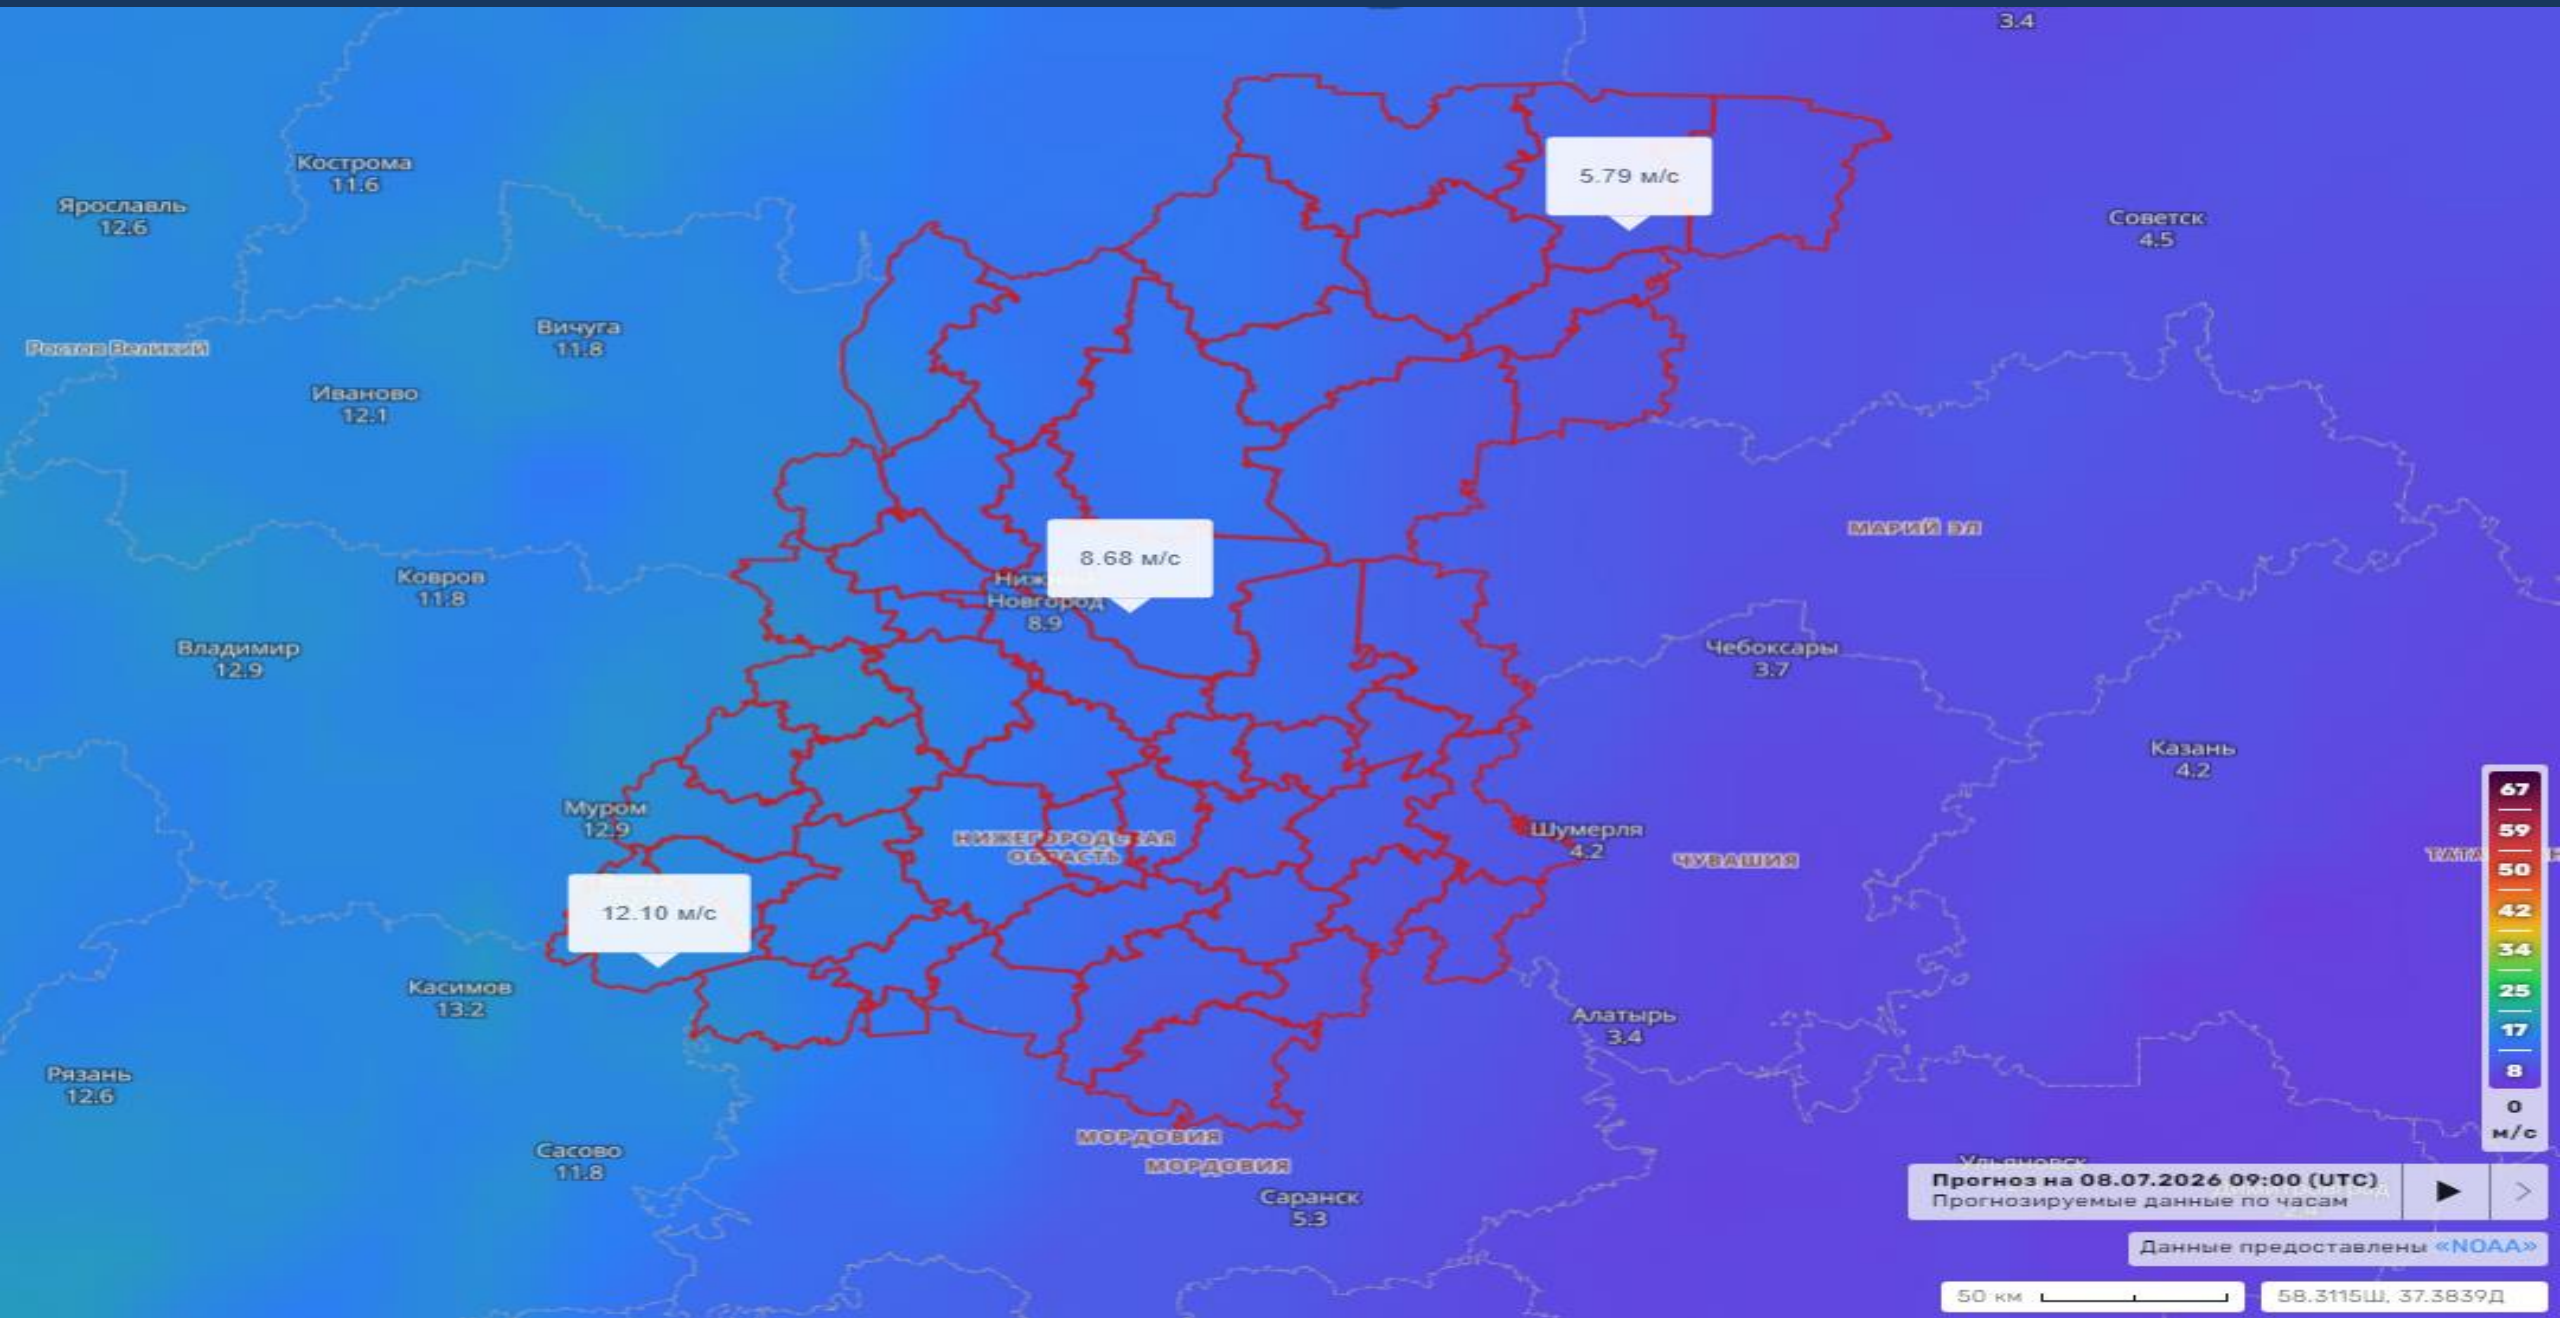 3.4
Кострома
11.6
Ярославль
12.6
5.79 м/с
Советск
4.5
Вичуга
11.8
Ростов Великий
Иваново
12.1
МАРИЙ ЭЛ
8.68 м/с
Ковров
11.8
Новгород
8.9
Владимир
12.9
Чебоксары
3.7
Казань
4.2
Муром
12.9
НИЖЕГОРОДСКАЯ
ОБЛАСТЬ
Шумерля
4.2
ЧУВАШИЯ
12.10 м/с
Касимов
13.2
Алатырь
3.4
Рязань
12.6
Сасово
11.8
МОРДОВИЯ
МОРДОВИЯ
Саранск
5.3
67
59
50
42
34
25
17
8
0
м/с
Ульяновск
Прогноз на 08.07.2026 09:00 (UTC)
Прогнозируемые данные по часам
Данные предоставлены «NOAA»
50 км
58.3115Ш, 37.3839Д